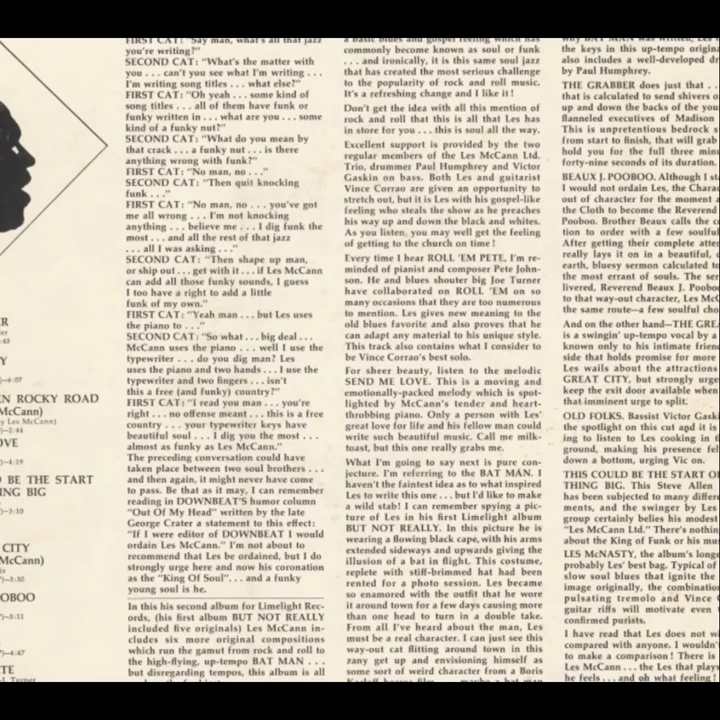 R
fer
:45
Y
)—6:07
EN ROCKY ROAD
McCann)
y Les McCann)
)—2:44
OVE
)—4:19
O BE THE START
NG BIG
)—3:10
CITY
McCann)
s
)—3:30
OOBOO
)—5:11
)—4:47
TE
l. Turner
FIRST CAT: "Say man, what's all that jazz
you're writing?"
SECOND CAT: "What's the matter with
you . . . can't you see what I'm writing . . .
I'm writing song titles . . . what else?"
FIRST CAT: "Oh yeah . . . some kind of
song titles . . . all of them have funk or
funky written in . . . what are you . . . some
kind of a funky nut?"
SECOND CAT: "What do you mean by
that crack . . . a funky nut . . . is there
anything wrong with funk?"
FIRST CAT: "No man, no . . ."
SECOND CAT: "Then quit knocking
funk . . ."
FIRST CAT: "No man, no . . . you've got
me all wrong . . . I'm not knocking
anything . . . believe me . . . I dig funk the
most . . . and all the rest of that jazz
. . . all I was asking . . ."
SECOND CAT: "Then shape up man,
or ship out . . . get with it . . . if Les McCann
can add all those funky sounds, I guess
I too have a right to add a little
funk of my own."
FIRST CAT: "Yeah man . . . but Les uses
the piano to . . ."
SECOND CAT: "So what . . . big deal . . .
McCann uses the piano . . . well I use the
typewriter . . . do you dig man? Les
uses the piano and two hands . . . I use the
typewriter and two fingers . . . isn't
this a free (and funky) country?"
FIRST CAT: "I read you man . . . you're
right . . . no offense meant . . . this is a free
country . . . your typewriter keys have
beautiful soul . . . I dig you the most . . .
almost as funky as Les McCann."
The preceding conversation could have
taken place between two soul brothers . . .
and then again, it might never have come
to pass. Be that as it may, I can remember
reading in DOWNBEAT'S humor column
"Out Of My Head" written by the late
George Crater a statement to this effect:
"If I were editor of DOWNBEAT I would
ordain Les McCann." I'm not about to
recommend that Les be ordained, but I do
strongly urge here and now his coronation
as the "King Of Soul". . . and a funky
young soul he is.
In this his second album for Limelight Rec-
ords, (his first album BUT NOT REALLY
included five originals) Les McCann in-
cludes six more original compositions
which run the gamut from rock and roll to
the high-flying, up-tempo BAT MAN . . .
but disregarding tempos, this album is all
a basic blues and gospel feeling which has
commonly become known as soul or funk
. . . and ironically, it is this same soul jazz
that has created the most serious challenge
to the popularity of rock and roll music.
It's a refreshing change and I like it!
Don't get the idea with all this mention of
rock and roll that this is all that Les has
in store for you . . . this is soul all the way.
Excellent support is provided by the two
regular members of the Les McCann Ltd.
Trio, drummer Paul Humphrey and Victor
Gaskin on bass. Both Les and guitarist
Vince Corrao are given an opportunity to
stretch out, but it is Les with his gospel-like
feeling who steals the show as he preaches
his way up and down the black and whites.
As you listen, you may well get the feeling
of getting to the church on time!
Every time I hear ROLL 'EM PETE, I'm re-
minded of pianist and composer Pete John-
son. He and blues shouter big Joe Turner
have collaborated on ROLL 'EM on so
many occasions that they are too numerous
to mention. Les gives new meaning to the
old blues favorite and also proves that he
can adapt any material to his unique style.
This track also contains what I consider to
be Vince Corrao's best solo.
For sheer beauty, listen to the melodic
SEND ME LOVE. This is a moving and
emotionally-packed melody which is spot-
lighted by McCann's tender and heart-
throbbing piano. Only a person with Les'
great love for life and his fellow man could
write such beautiful music. Call me milk-
toast, but this one really grabs me.
What I'm going to say next is pure con-
jecture. I'm referring to the BAT MAN. I
haven't the faintest idea as to what inspired
Les to write this one . . . but I'd like to make
a wild stab! I can remember spying a pic-
ture of Les in his first Limelight album
BUT NOT REALLY. In this picture he is
wearing a flowing black cape, with his arms
extended sideways and upwards giving the
illusion of a bat in flight. This costume,
replete with stiff-brimmed hat had been
rented for a photo session. Les became
so enamored with the outfit that he wore
it around town for a few days causing more
than one head to turn in a double take.
From all I've heard about the man, Les
must be a real character. I can just see this
way-out cat flitting around town in this
zany get up and envisioning himself as
some sort of weird character from a Boris
Karloff horror film . . . maybe a bat man
why BAT MAN was written, Les
the keys in this up-tempo origina
also includes a well-developed dr
by Paul Humphrey.
THE GRABBER does just that . .
that is calculated to send shivers o
up and down the backs of the you
flanneled executives of Madison
This is unpretentious bedrock s
from start to finish, that will grab
hold you for the full three minu
forty-nine seconds of its duration.
BEAUX J. POOBOO. Although I sta
I would not ordain Les, the Charac
out of character for the moment a
the Cloth to become the Reverend
Pooboo. Brother Beaux calls the c
tion to order with a few soulful
After getting their complete atten
really lays it on in a beautiful, d
earth, bluesy sermon calculated to
the most errant of souls. The ser
livered, Reverend Beaux J. Pooboo
to that way-out character, Les McC
the same route—a few soulful cho
And on the other hand—THE GREA
is a swingin' up-tempo vocal by a
known only to his intimate frien
side that holds promise for more
Les wails about the attractions
GREAT CITY, but strongly urge
keep the exit door available when
that imminent urge to split.
OLD FOLKS. Bassist Victor Gaski
the spotlight on this cut and it is
ing to listen to Les cooking in t
ground, making his presence fel
down a bottom, urging Vic on.
THIS COULD BE THE START O
THING BIG. This Steve Allen
has been subjected to many differ
ments, and the swinger by Les
group certainly belies his modest
"Les McCann Ltd." There's nothin
about the King of Funk or his mu
LES McNASTY, the album's longe
probably Les' best bag. Typical of
slow soul blues that ignite the
image originally, the combination
pulsating tremolo and Vince C
guitar riffs will motivate even
confirmed purists.
I have read that Les does not w
compared with anyone. I wouldn'
to make a comparison! There is
Les McCann . . . the Les that plays
he feels . . . and oh what feeling!